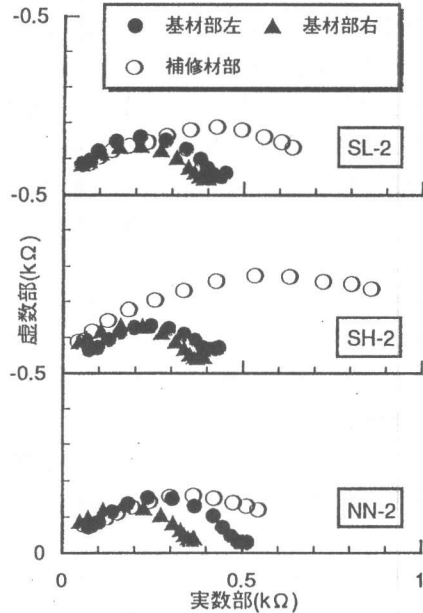 -0.5
● 基材部左 ▲ 基材部右
○ 補修材部
SL-2
-0.5
SH-2
-0.5
NN-2
0
0 0.5 1
虚数部(kΩ)
実数部(kΩ)